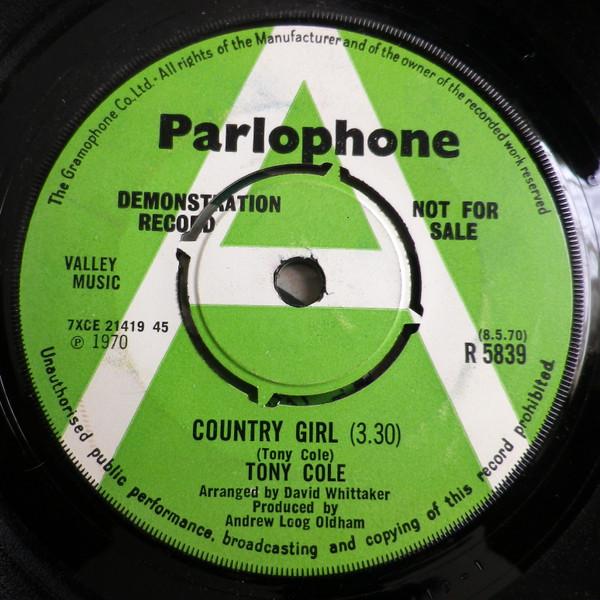 The Gramophone Co. Ltd. · All rights of the Manufacturer and of the owner of the recorded work reserved
Parlophone
DEMONSTRATION
RECORD
NOT FOR
SALE
VALLEY
MUSIC
7XCE 21419 45
℗ 1970
(8.5.70)
R 5839
COUNTRY GIRL (3.30)
(Tony Cole)
TONY COLE
Arranged by David Whittaker
Produced by
Andrew Loog Oldham
Unauthorised public performance, broadcasting and copying of this record prohibited